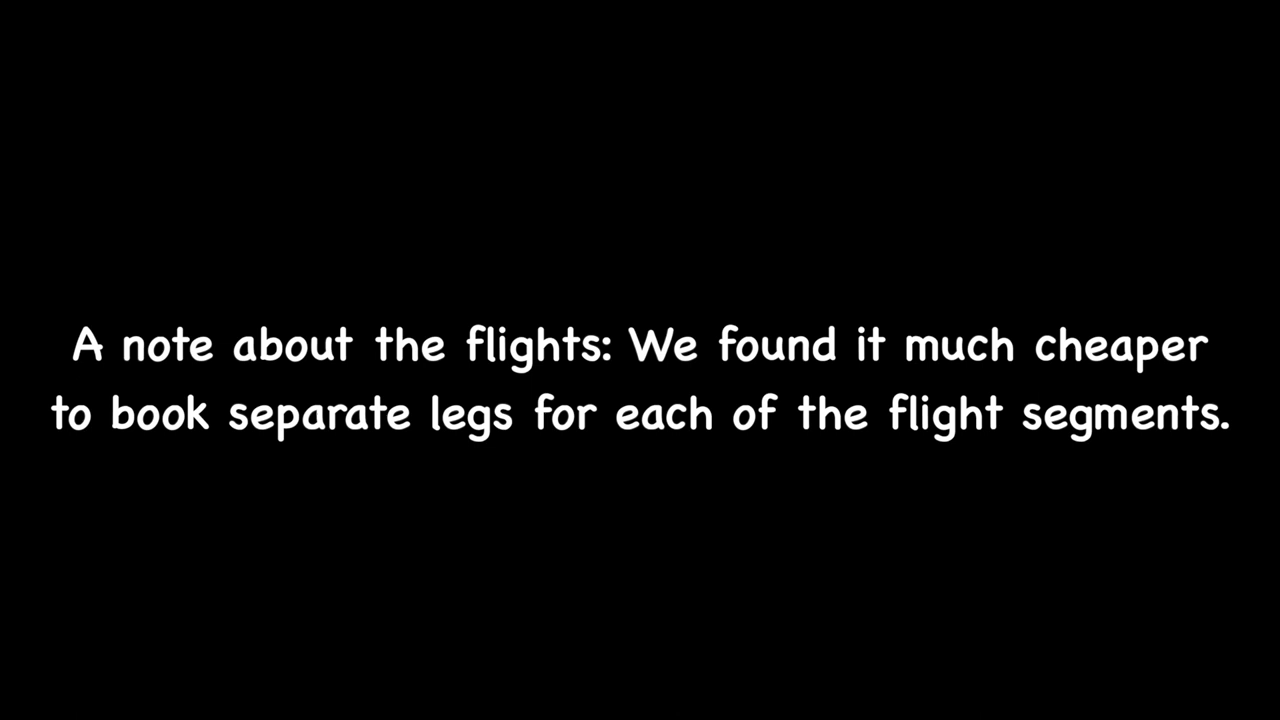 A note about the flights: We found it much cheaper
to book separate legs for each of the flight segments.